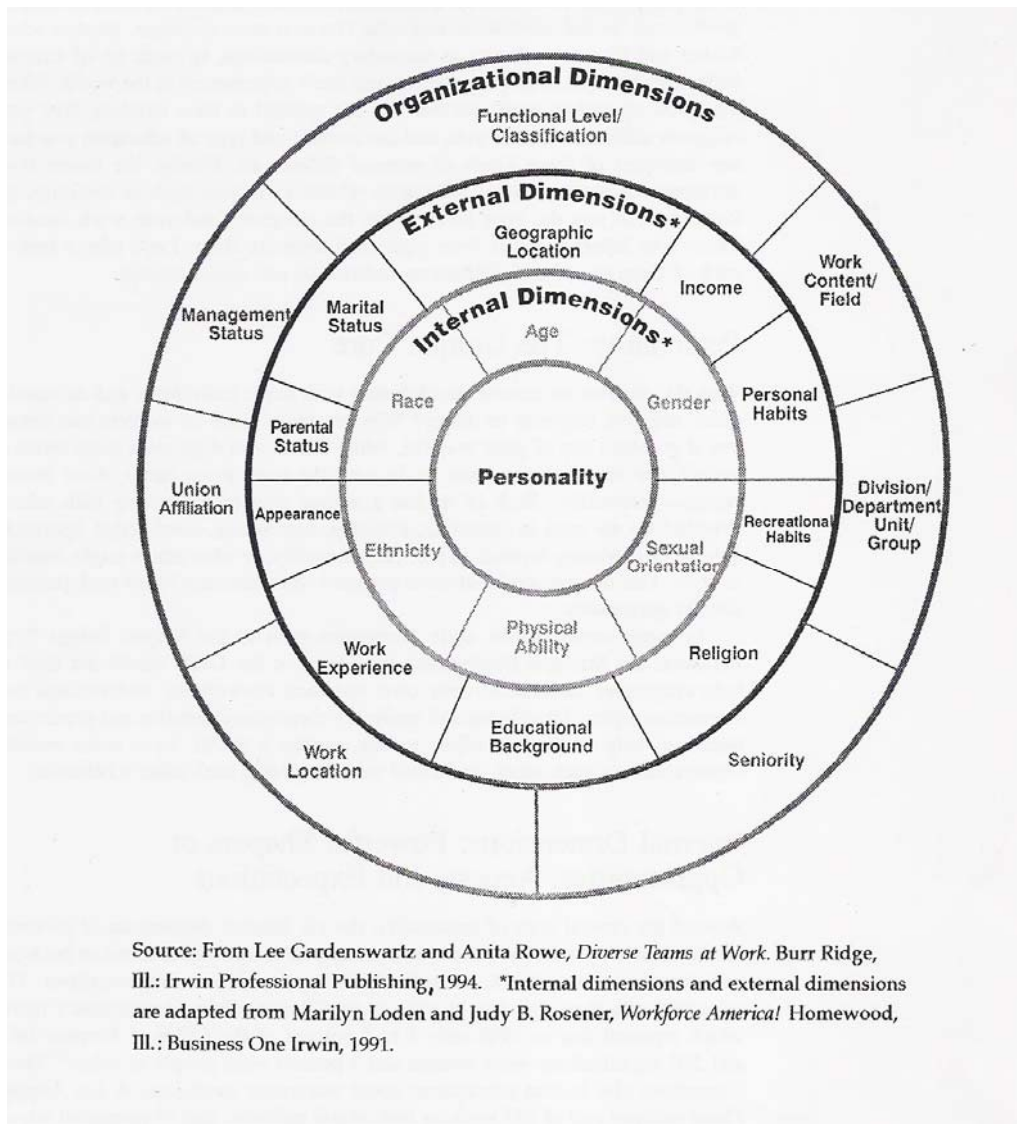 Organizational Dimensions
Functional Level/
Classification
External Dimensions*
Geographic
Location
Income
Work
Content/
Field
Management
Status
Marital
Status
Internal Dimensions*
Age
Race
Gender
Personal
Habits
Parental
Status
Personality
Union
Affiliation
Appearance
Ethnicity
Sexual
Orientation
Recreational
Habits
Division/
Department
Unit/
Group
Physical
Ability
Work
Experience
Religion
Educational
Background
Work
Location
Seniority
Source: From Lee Gardenswartz and Anita Rowe, Diverse Teams at Work. Burr Ridge,
Ill.: Irwin Professional Publishing, 1994. *Internal dimensions and external dimensions
are adapted from Marilyn Loden and Judy B. Rosener, Workforce America! Homewood,
Ill.: Business One Irwin, 1991.